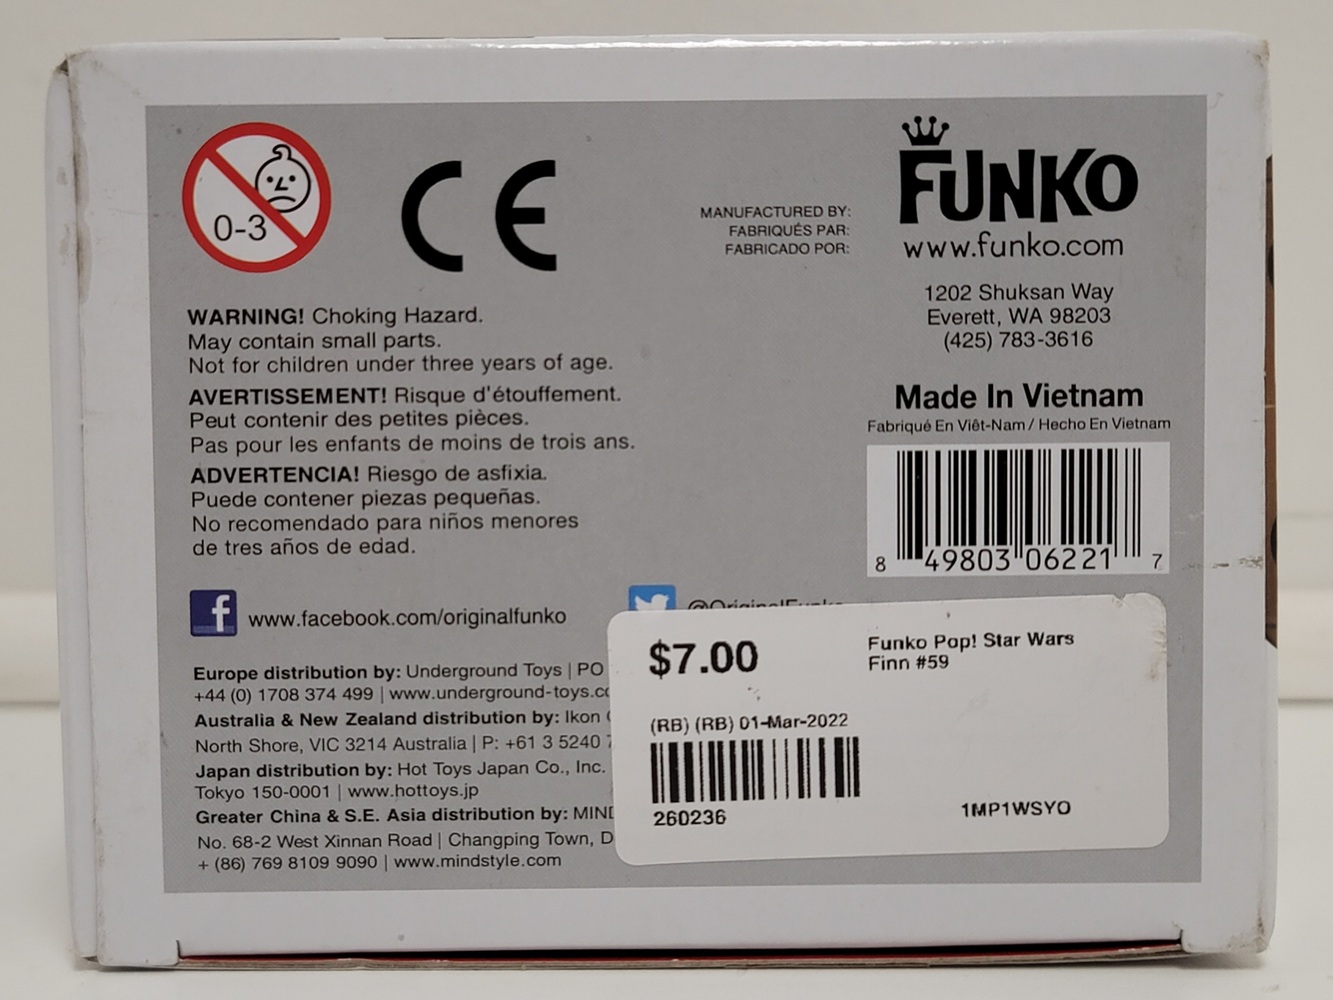 0-3
CE
MANUFACTURED BY:
FABRIQUÉS PAR:
FABRICADO POR:
FUNKO
www.funko.com
1202 Shuksan Way
Everett, WA 98203
(425) 783-3616
Made In Vietnam
Fabriqué En Viêt-Nam / Hecho En Vietnam
8 49803 06221 7
WARNING! Choking Hazard.
May contain small parts.
Not for children under three years of age.
AVERTISSEMENT! Risque d'étouffement.
Peut contenir des petites pièces.
Pas pour les enfants de moins de trois ans.
ADVERTENCIA! Riesgo de asfixia.
Puede contener piezas pequeñas.
No recomendado para niños menores
de tres años de edad.
f www.facebook.com/originalfunko
@OriginalFunko
Europe distribution by: Underground Toys | PO
+44 (0) 1708 374 499 | www.underground-toys.co
Australia & New Zealand distribution by: Ikon
North Shore, VIC 3214 Australia | P: +61 3 5240
Japan distribution by: Hot Toys Japan Co., Inc.
Tokyo 150-0001 | www.hottoys.jp
Greater China & S.E. Asia distribution by: MIND
No. 68-2 West Xinnan Road | Changping Town, D
+ (86) 769 8109 9090 | www.mindstyle.com
$7.00
Funko Pop! Star Wars
Finn #59
(RB) (RB) 01-Mar-2022
260236
1MP1WSYO